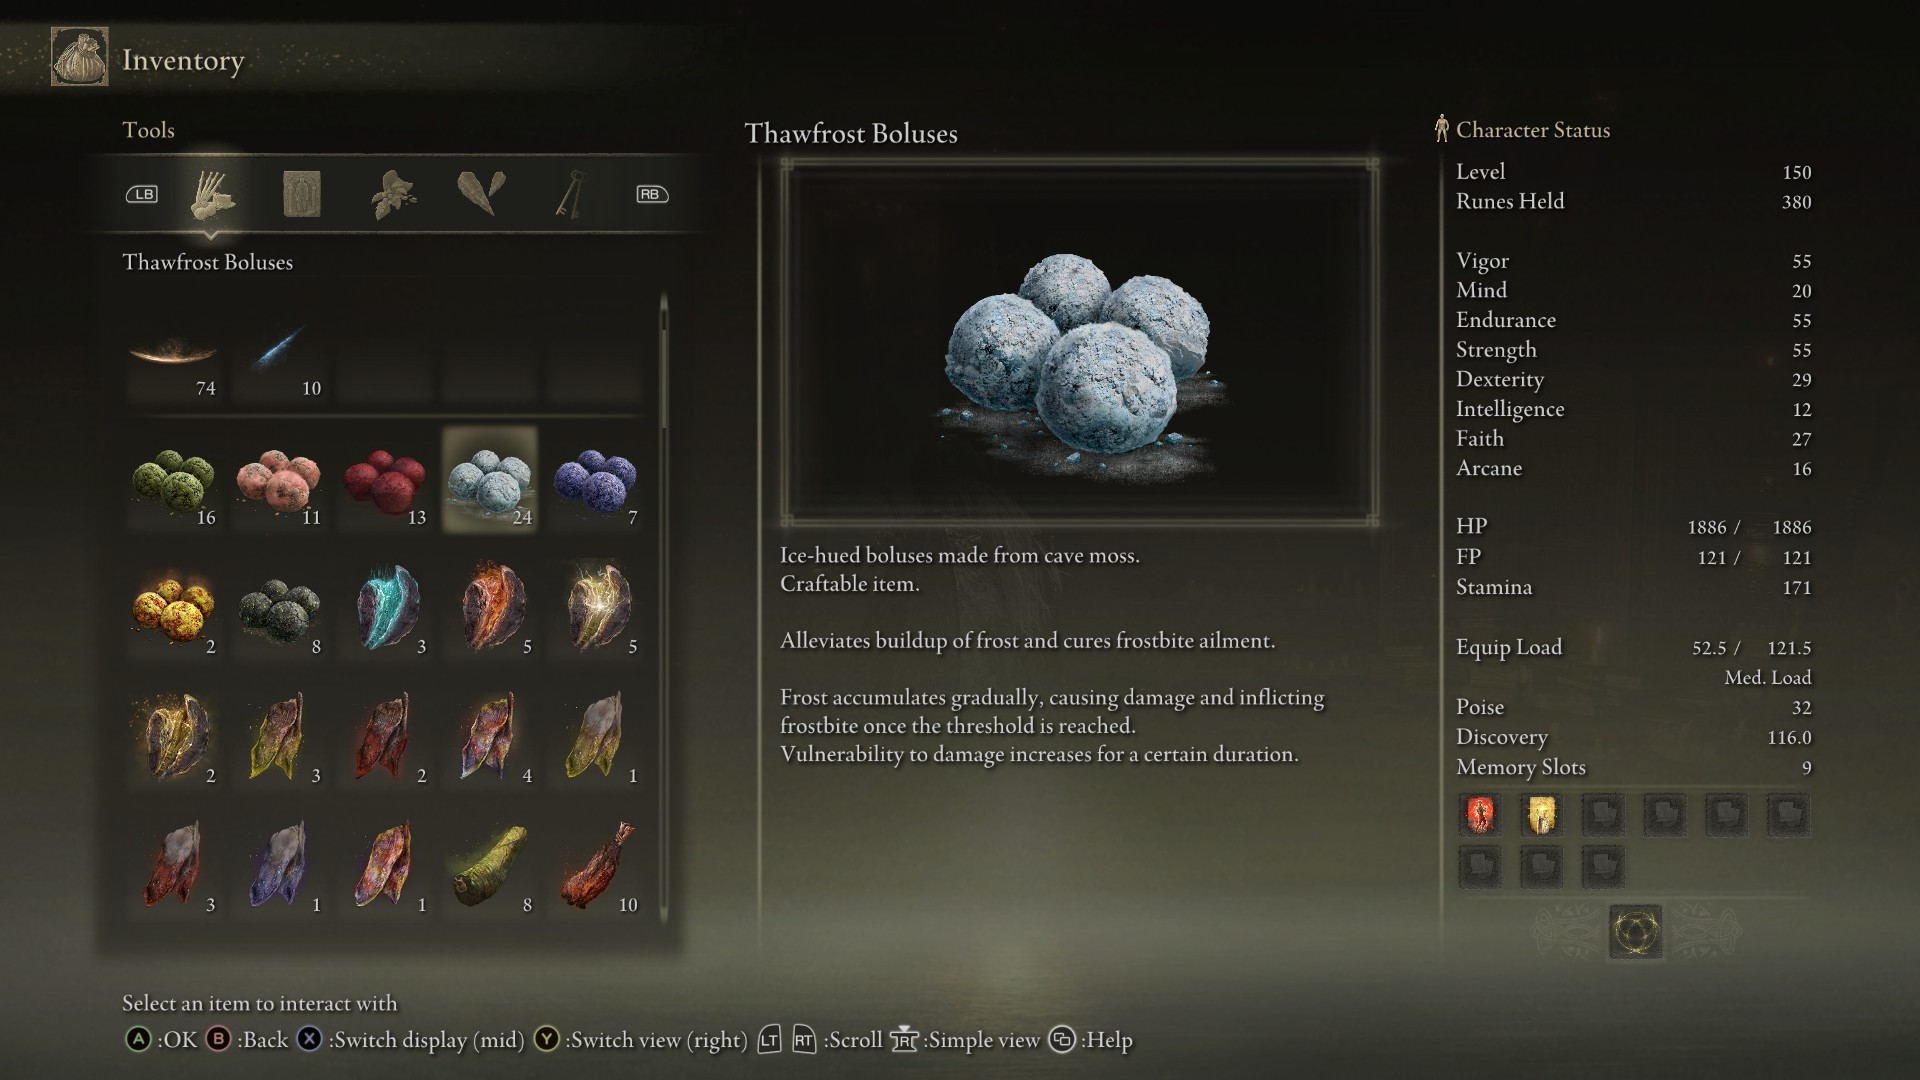 Inventory
Tools
LB
RB
Thawfrost Boluses
74
10
16
11
13
24
7
2
8
3
5
5
2
3
2
4
1
3
1
1
8
10
Thawfrost Boluses
Ice-hued boluses made from cave moss.
Craftable item.
Alleviates buildup of frost and cures frostbite ailment.
Frost accumulates gradually, causing damage and inflicting
frostbite once the threshold is reached.
Vulnerability to damage increases for a certain duration.
Character Status
Level 150
Runes Held 380
Vigor 55
Mind 20
Endurance 55
Strength 55
Dexterity 29
Intelligence 12
Faith 27
Arcane 16
HP 1886 / 1886
FP 121 / 121
Stamina 171
Equip Load 52.5 / 121.5
Med. Load
Poise 32
Discovery 116.0
Memory Slots 9
Select an item to interact with
A :OK B :Back X :Switch display (mid) Y :Switch view (right) LT RT :Scroll R :Simple view :Help